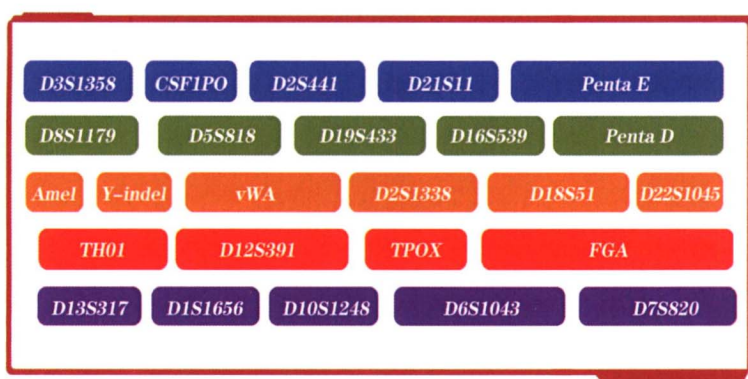 D3S1358 CSF1PO D2S441 D21S11 Penta E
D8S1179 D5S818 D19S433 D16S539 Penta D
Amel Y-indel vWA D2S1338 D18S51 D22S1045
TH01 D12S391 TPOX FGA
D13S317 D1S1656 D10S1248 D6S1043 D7S820